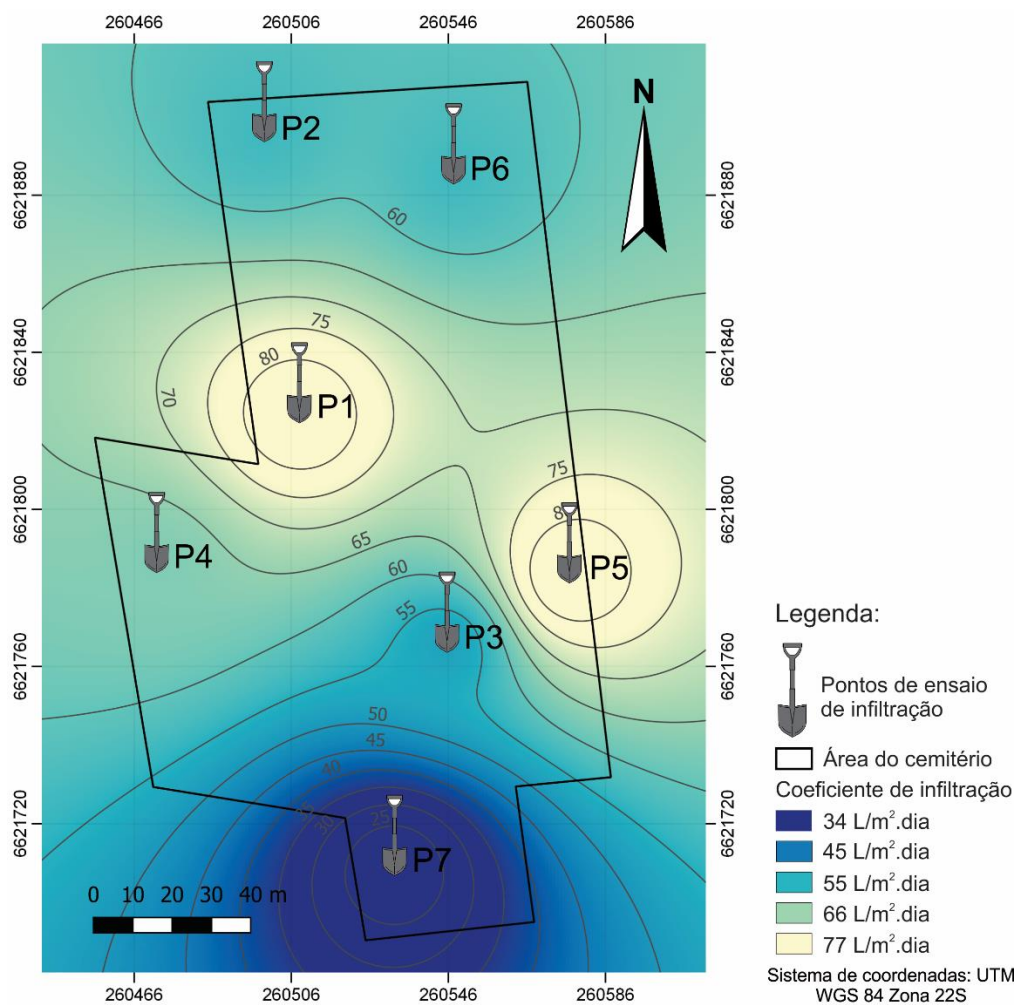 260466 260506 260546 260586
N
P2
P6
6621880 6621880
60
75
6621840 6621840
80
P1
70
75
6621800 6621800
65
P4
P5
60
55
P3
6621760 6621760
50
45
40
30
25
6621720 6621720
P7
0 10 20 30 40 m
260466 260506 260546 260586
Legenda:
Pontos de ensaio
de infiltração
Área do cemitério
Coeficiente de infiltração
34 L/m².dia
45 L/m².dia
55 L/m².dia
66 L/m².dia
77 L/m².dia
Sistema de coordenadas: UTM
WGS 84 Zona 22S